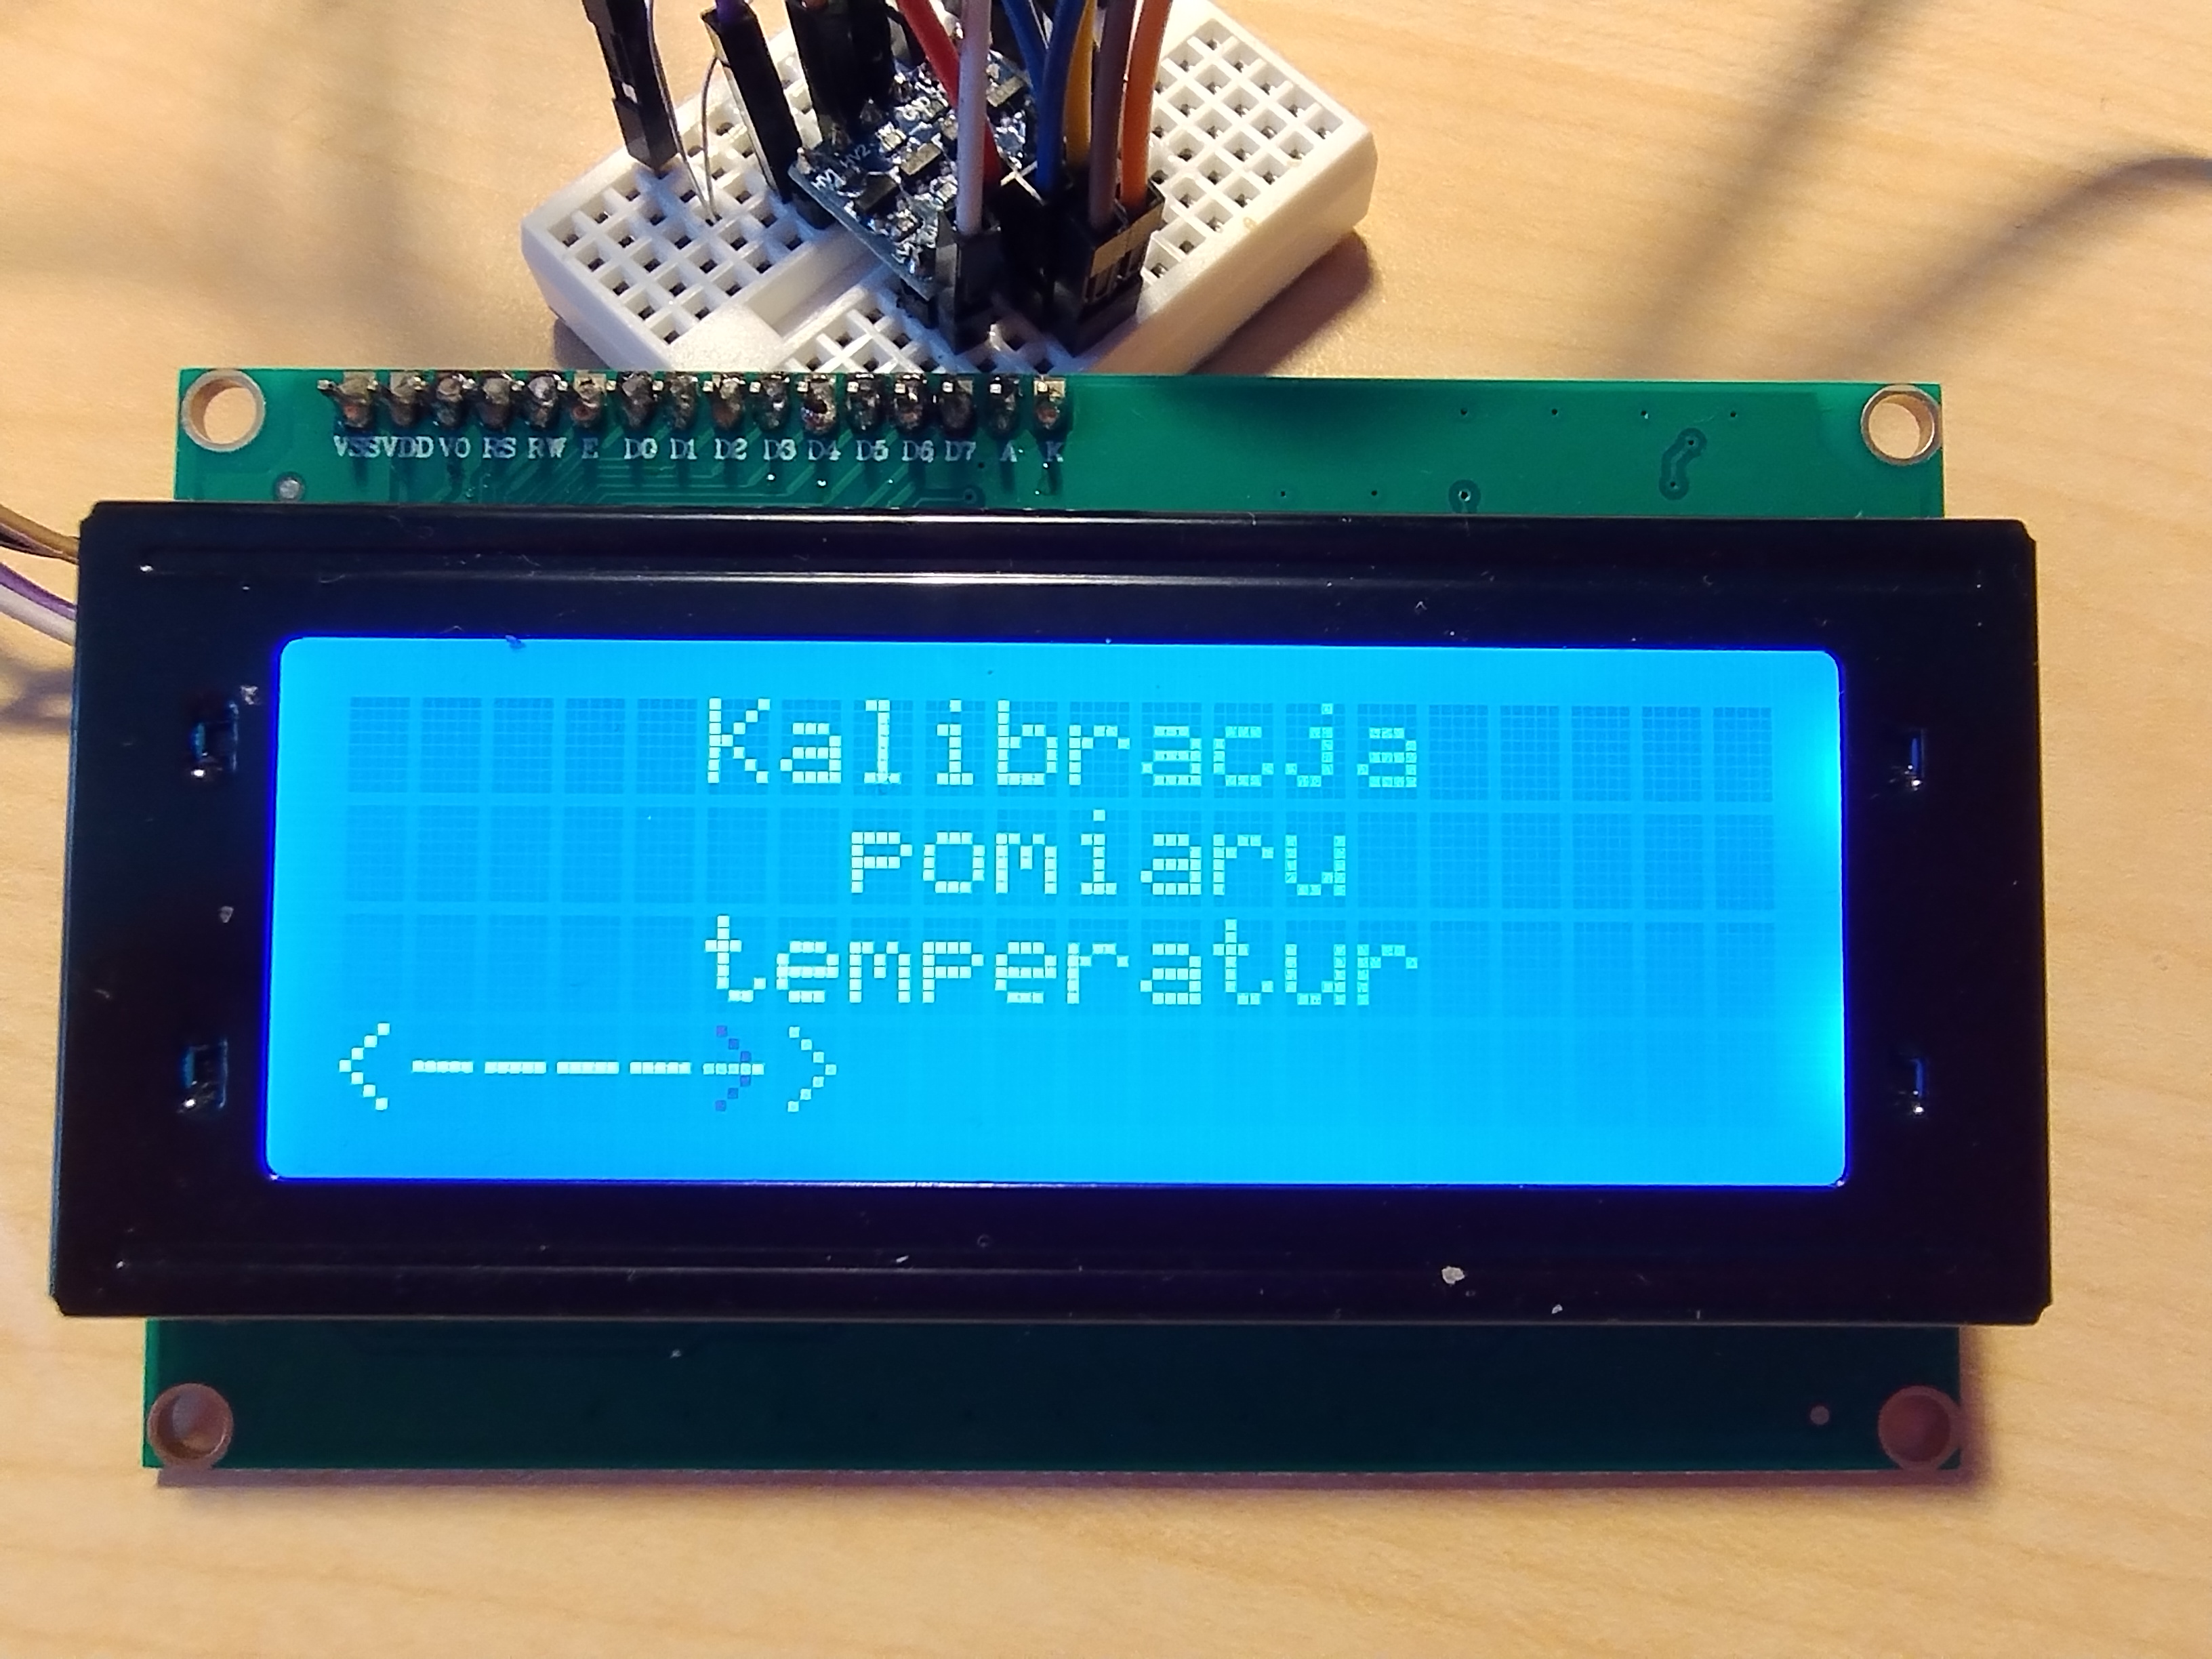 VSS VDD V0 RS RW E D0 D1 D2 D3 D4 D5 D6 D7 A K
Kalibracja
pomiaru
temperatur
<----->>